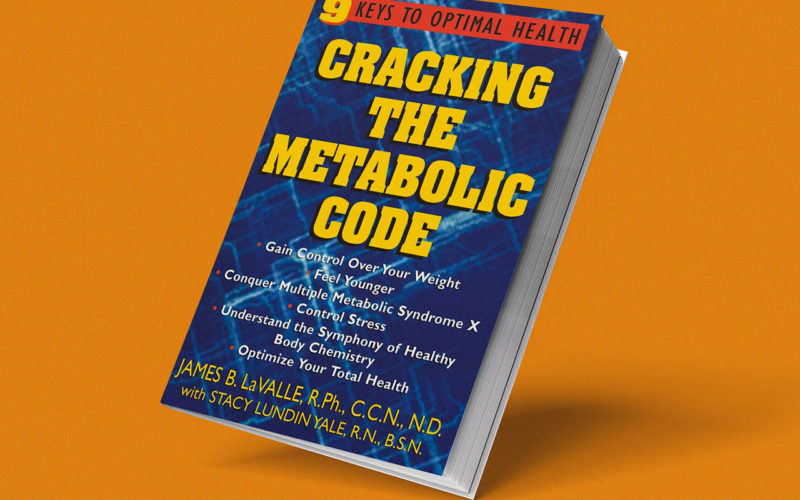 9 KEYS TO OPTIMAL HEALTH
CRACKING
THE
METABOLIC
CODE
• Gain Control Over Your Weight
• Feel Younger
• Conquer Multiple Metabolic Syndrome X
• Control Stress
• Understand the Symphony of Healthy
Body Chemistry
• Optimize Your Total Health
JAMES B. LaVALLE, R.Ph., C.C.N., N.D.
with STACY LUNDIN YALE, R.N., B.S.N.